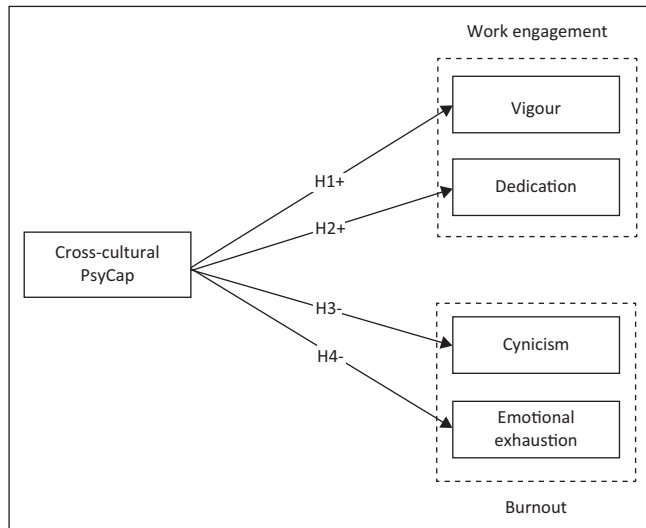 Work engagement
Vigour
Dedication
H1+
H2+
Cross-cultural
PsyCap
H3-
H4-
Cynicism
Emotional
exhaustion
Burnout